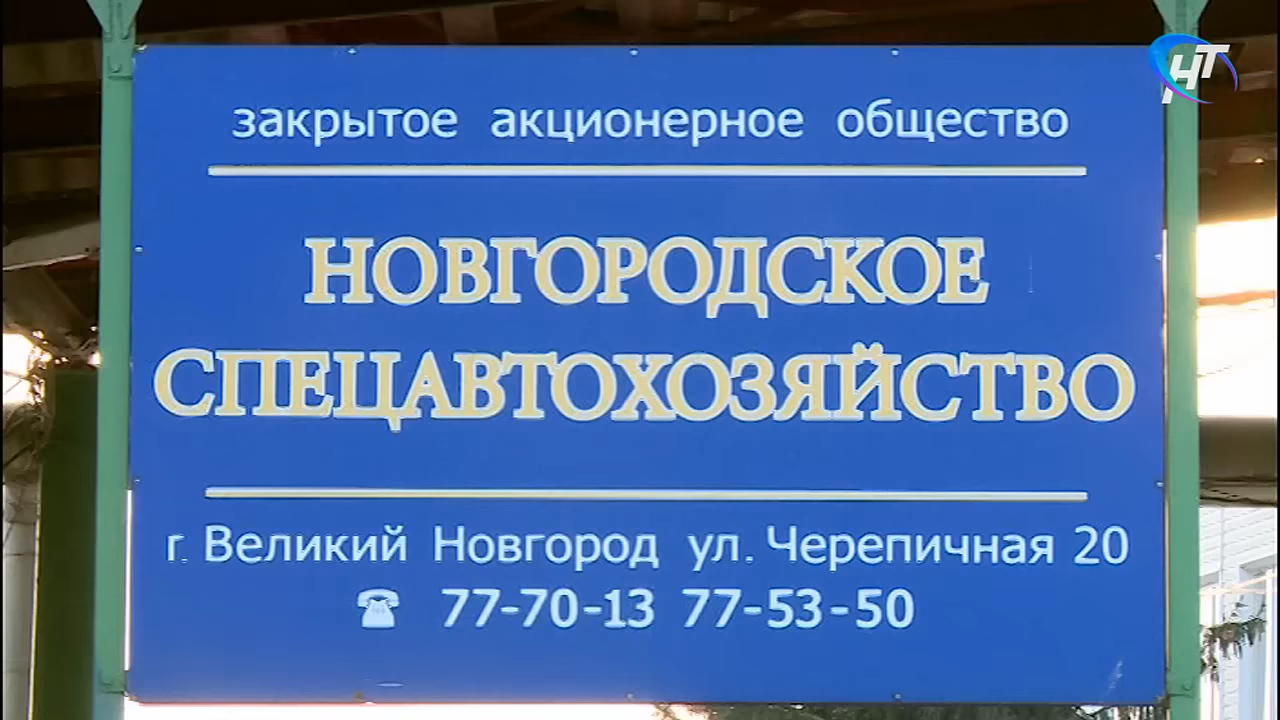 НТ
закрытое акционерное общество
НОВГОРОДСКОЕ
СПЕЦАВТОХОЗЯЙСТВО
г. Великий Новгород ул. Черепичная 20
☎ 77-70-13 77-53-50